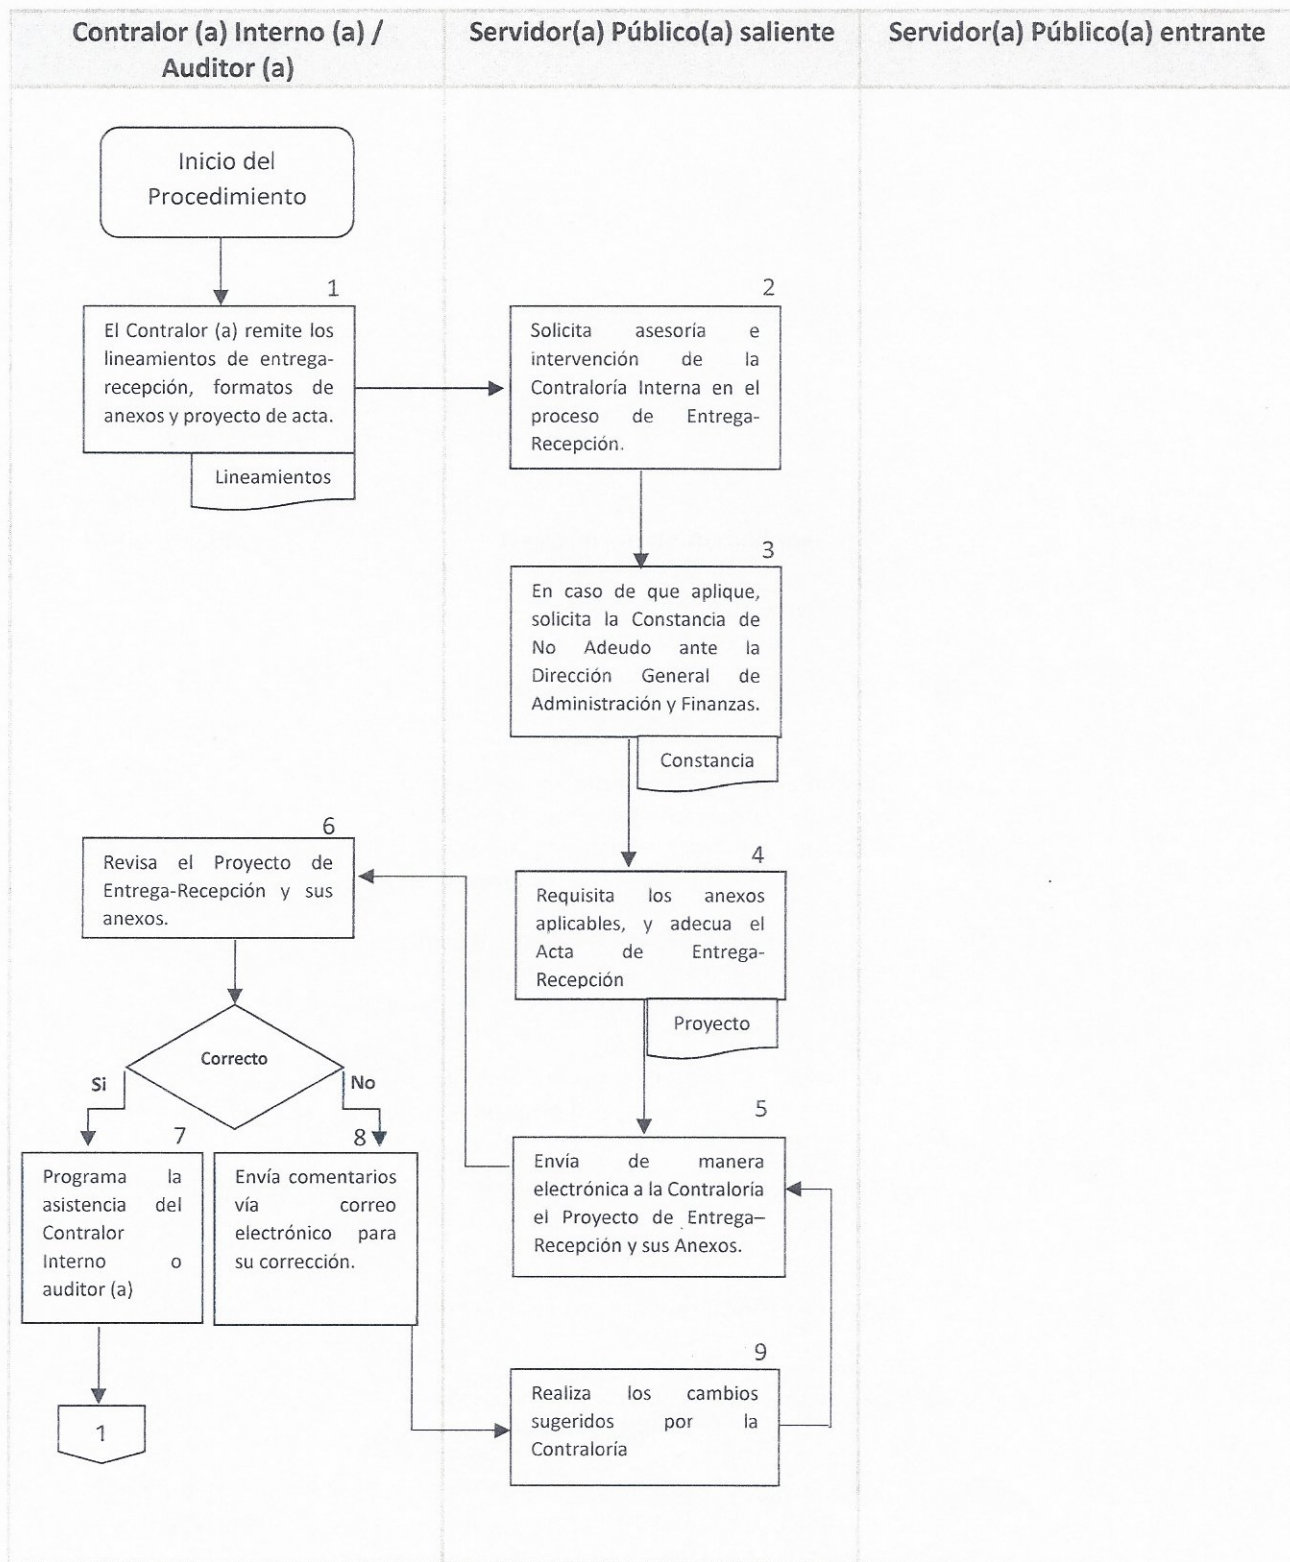 Contralor (a) Interno (a) /
Auditor (a)
Servidor(a) Público(a) saliente
Servidor(a) Público(a) entrante
Inicio del
Procedimiento
1
El Contralor (a) remite los
lineamientos de entrega-
recepción, formatos de
anexos y proyecto de acta.
Lineamientos
2
Solicita asesoría e
intervención de la
Contraloría Interna en el
proceso de Entrega-
Recepción.
3
En caso de que aplique,
solicita la Constancia de
No Adeudo ante la
Dirección General de
Administración y Finanzas.
Constancia
4
Requisita los anexos
aplicables, y adecua el
Acta de Entrega-
Recepción
Proyecto
5
Envía de manera
electrónica a la Contraloría
el Proyecto de Entrega–
Recepción y sus Anexos.
6
Revisa el Proyecto de
Entrega-Recepción y sus
anexos.
Correcto
Si
No
7
Programa la
asistencia del
Contralor
Interno o
auditor (a)
8
Envía comentarios
vía correo
electrónico para
su corrección.
9
Realiza los cambios
sugeridos por la
Contraloría
1